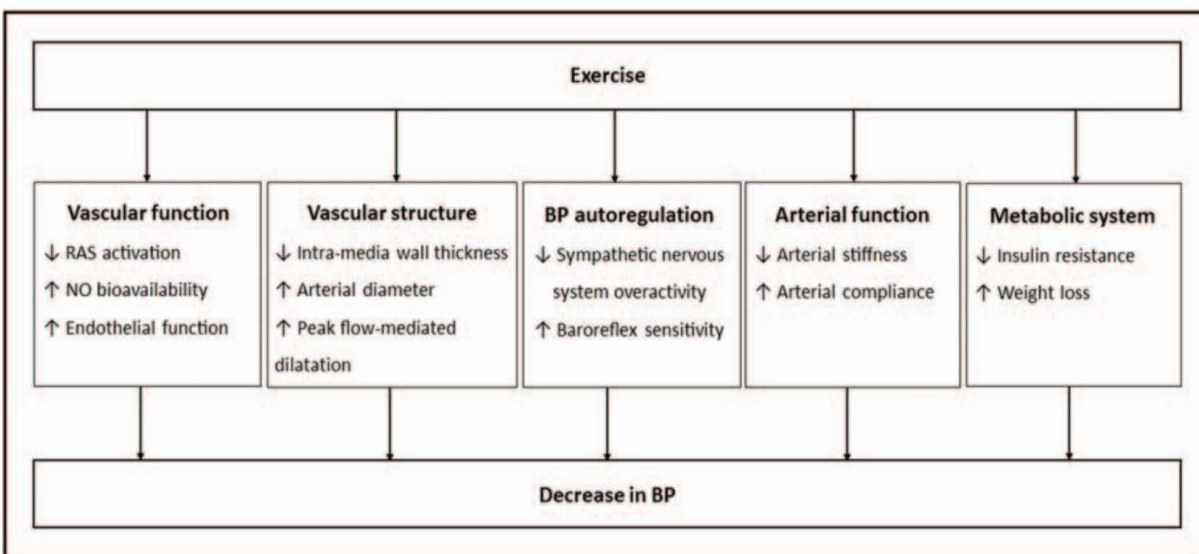 Exercise
Vascular function
↓ RAS activation
↑ NO bioavailability
↑ Endothelial function
Vascular structure
↓ Intra-media wall thickness
↑ Arterial diameter
↑ Peak flow-mediated
dilatation
BP autoregulation
↓ Sympathetic nervous
system overactivity
↑ Baroreflex sensitivity
Arterial function
↓ Arterial stiffness
↑ Arterial compliance
Metabolic system
↓ Insulin resistance
↑ Weight loss
Decrease in BP